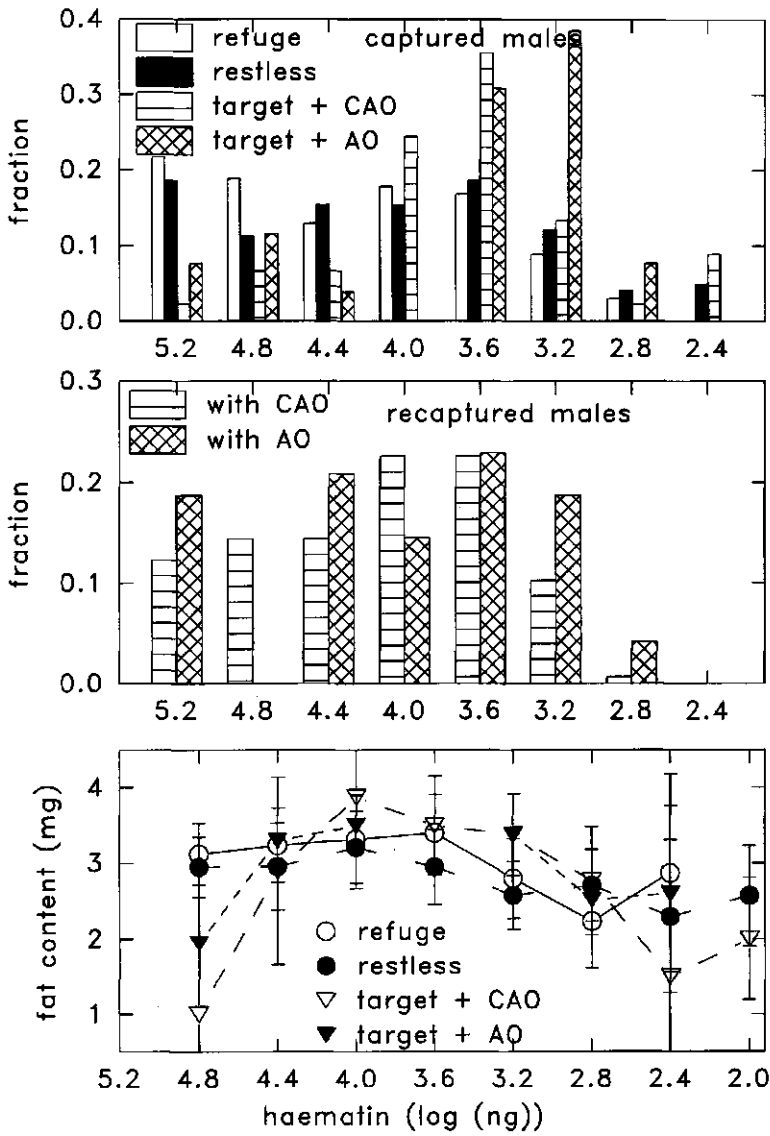 0.4
refuge captured males
restless
0.3
target + CAO
target + AO
fraction
0.2
0.1
0.0
5.2 4.8 4.4 4.0 3.6 3.2 2.8 2.4
0.3
with CAO
recaptured males
with AO
fraction
0.2
0.1
0.0
5.2 4.8 4.4 4.0 3.6 3.2 2.8 2.4
4
fat content (mg)
3
2
refuge
restless
1
target + CAO
target + AO
5.2 4.8 4.4 4.0 3.6 3.2 2.8 2.4 2.0
haematin (log (ng))